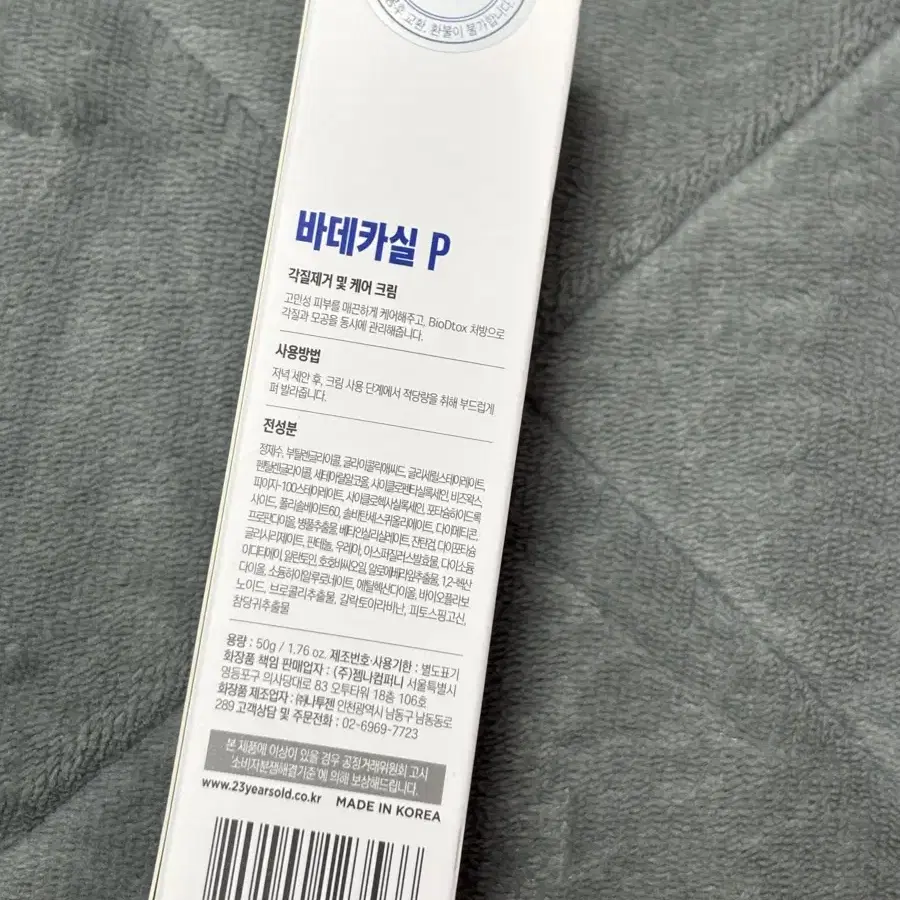 교환, 환불이 불가합니다.
바데카실 P
각질제거 및 케어 크림
고민성 피부를 매끈하게 케어해주고, BioDtox 처방으로
각질과 모공을 동시에 관리해줍니다.
사용방법
저녁 세안 후, 크림 사용 단계에서 적당량을 취해 부드럽게
펴 발라줍니다.
전성분
정제수, 부틸렌글라이콜, 글라이콜릭애씨드, 글리세릴스테아레이트,
펜틸렌글라이콜, 세테아릴알코올, 사이클로펜타실록세인, 비즈왁스,
피이지-100스테아레이트, 사이클로헥사실록세인, 포타슘하이드록
사이드, 폴리솔베이트60, 솔비탄세스퀴올리에이트, 다이메티콘,
프로판다이올, 병풀추출물, 베타인살리실레이트, 잔탄검, 다이포타슘
글리시리제이트, 판테놀, 우레아, 아스퍼질러스발효물, 다이소듐
이디티에이, 알란토인, 호호바씨오일, 알로에베라잎추출물, 1,2-헥산
다이올, 소듐하이알루로네이트, 에틸헥산다이올, 바이오플라보
노이드, 브로콜리추출물, 갈락토아라비난, 피토스핑고신,
참당귀추출물
용량 : 50g / 1.76 oz. 제조번호·사용기한 : 별도표기
화장품 책임 판매업자 : (주)젬나컴퍼니 서울특별시
영등포구 의사당대로 83 오투타워 18층 106호
화장품 제조업자 : ㈜나투젠 인천광역시 남동구 남동동로
289 고객상담 및 주문전화 : 02-6969-7723
본 제품에 이상이 있을 경우 공정거래위원회 고시
'소비자분쟁해결기준'에 의해 보상해드립니다.
www.23yearsold.co.kr MADE IN KOREA